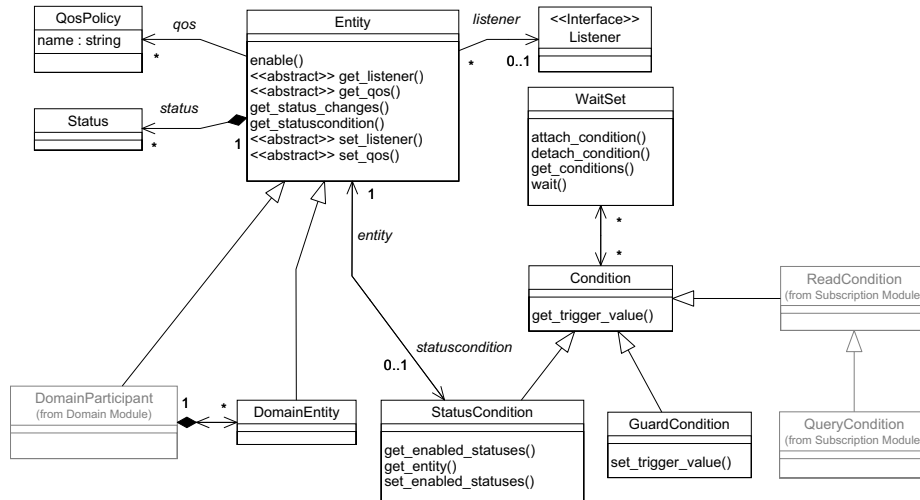 QosPolicy
name : string
qos
*
Entity
enable()
<<abstract>> get_listener()
<<abstract>> get_qos()
get_status_changes()
get_statuscondition()
<<abstract>> set_listener()
<<abstract>> set_qos()
listener
*
0..1
<<Interface>>
Listener
Status
status
*
1
WaitSet
attach_condition()
detach_condition()
get_conditions()
wait()
1
entity
*
*
Condition
get_trigger_value()
ReadCondition
(from Subscription Module)
statuscondition
0..1
DomainParticipant
(from Domain Module)
1
*
DomainEntity
StatusCondition
get_enabled_statuses()
get_entity()
set_enabled_statuses()
GuardCondition
set_trigger_value()
QueryCondition
(from Subscription Module)